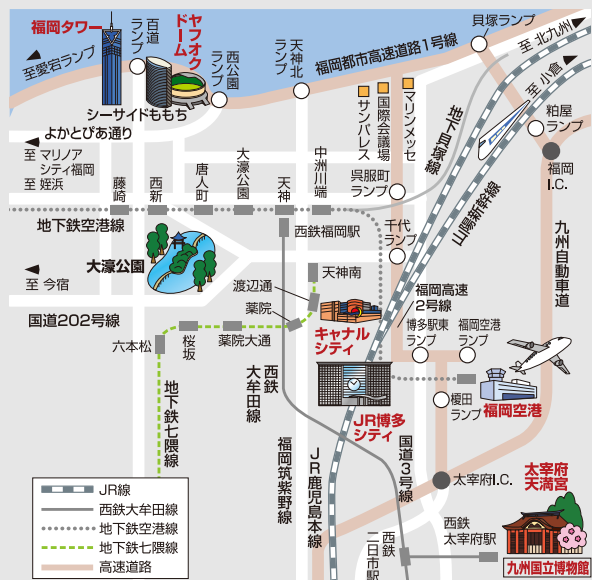 福岡タワー
百道
ランプ
ヤフオク
ドーム
西公園
ランプ
天神北
ランプ
福岡都市高速道路1号線
貝塚ランプ
至 北九州
至愛宕ランプ
シーサイドももち
よかとぴあ通り
至 マリノア
シティ福岡
至 姪浜
サンパレス
国際会議場
マリンメッセ
地下貝塚線
至 小倉
粕屋
ランプ
福岡
I.C.
山陽新幹線
九州自動車道
呉服町
ランプ
千代
ランプ
藤崎
西新
唐人町
大濠公園
天神
中洲川端
地下鉄空港線
西鉄福岡駅
大濠公園
至 今宿
国道202号線
天神南
渡辺通
薬院
薬院大通
桜坂
六本松
キャナル
シティ
福岡高速
2号線
博多駅東
ランプ
福岡空港
ランプ
福岡空港
榎田
ランプ
JR博多
シティ
地下鉄七隈線
西鉄
大牟田線
福岡筑紫野線
JR鹿児島本線
国道3号線
太宰府I.C.
太宰府
天満宮
西鉄
二日市駅
西鉄
太宰府駅
九州国立博物館
JR線
西鉄大牟田線
地下鉄空港線
地下鉄七隈線
高速道路